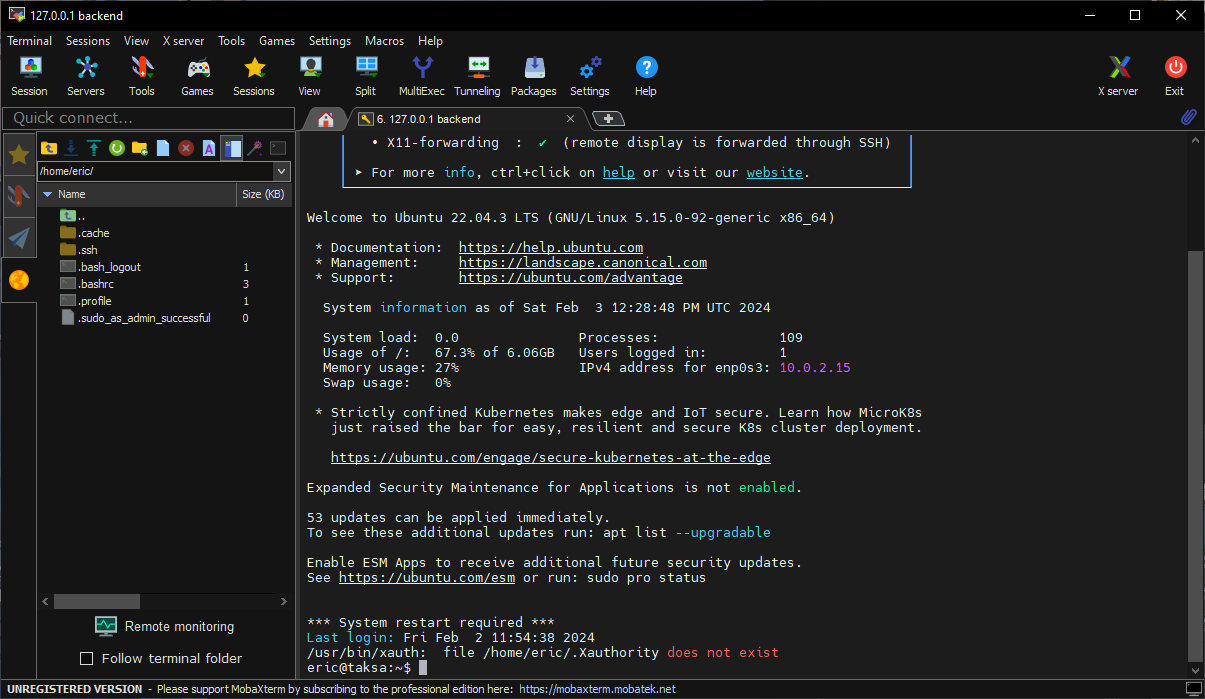 127.0.0.1 backend
Terminal Sessions View X server Tools Games Settings Macros Help
Session Servers Tools Games Sessions View Split MultiExec Tunneling Packages Settings Help X server Exit
Quick connect...
6. 127.0.0.1 backend
/home/eric/
Name Size (KB)
..
.cache
.ssh
.bash_logout 1
.bashrc 3
.profile 1
.sudo_as_admin_successful 0
Remote monitoring
Follow terminal folder
• X11-forwarding : ✔ (remote display is forwarded through SSH)
➤ For more info, ctrl+click on help or visit our website.
Welcome to Ubuntu 22.04.3 LTS (GNU/Linux 5.15.0-92-generic x86_64)
* Documentation: https://help.ubuntu.com
* Management: https://landscape.canonical.com
* Support: https://ubuntu.com/advantage
System information as of Sat Feb 3 12:28:48 PM UTC 2024
System load: 0.0 Processes: 109
Usage of /: 67.3% of 6.06GB Users logged in: 1
Memory usage: 27% IPv4 address for enp0s3: 10.0.2.15
Swap usage: 0%
* Strictly confined Kubernetes makes edge and IoT secure. Learn how MicroK8s
just raised the bar for easy, resilient and secure K8s cluster deployment.
https://ubuntu.com/engage/secure-kubernetes-at-the-edge
Expanded Security Maintenance for Applications is not enabled.
53 updates can be applied immediately.
To see these additional updates run: apt list --upgradable
Enable ESM Apps to receive additional future security updates.
See https://ubuntu.com/esm or run: sudo pro status
*** System restart required ***
Last login: Fri Feb 2 11:54:38 2024
/usr/bin/xauth: file /home/eric/.Xauthority does not exist
eric@taksa:~$
UNREGISTERED VERSION - Please support MobaXterm by subscribing to the professional edition here: https://mobaxterm.mobatek.net